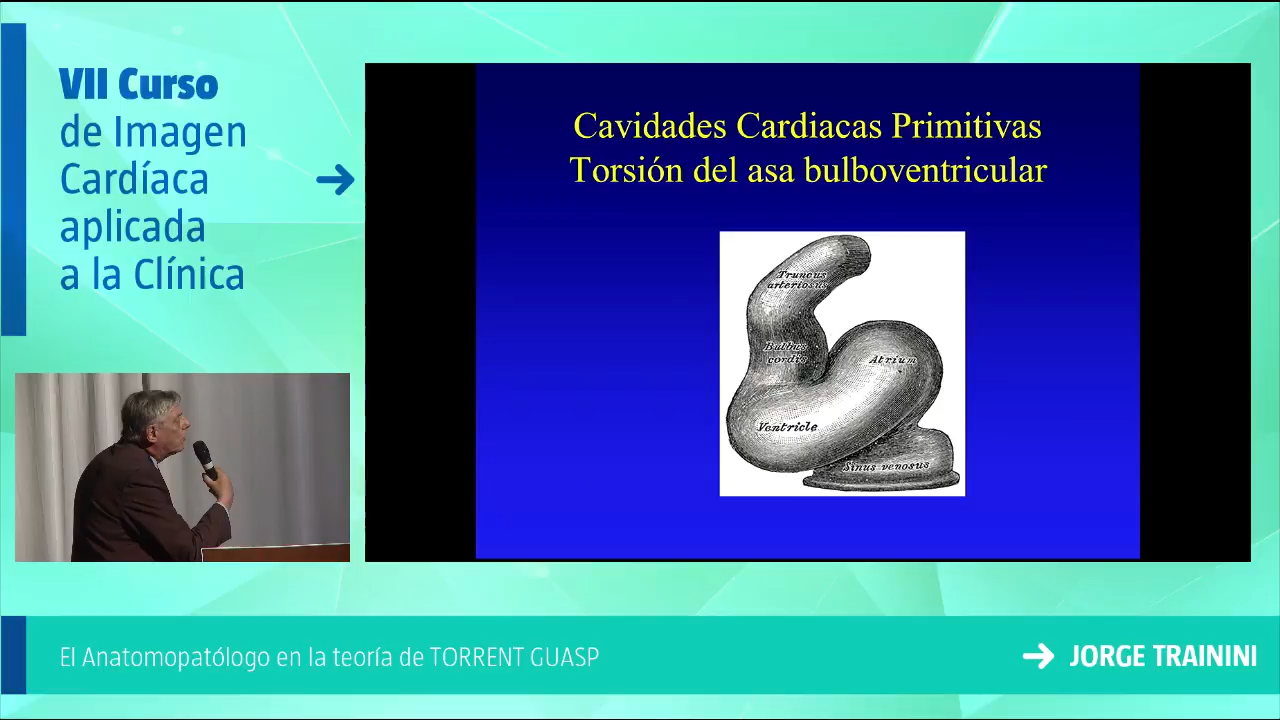 VII Curso
de Imagen
Cardíaca
aplicada
a la Clínica
Cavidades Cardiacas Primitivas
Torsión del asa bulboventricular
Truncus
arteriosus
Bulbus
cordis
Atrium
Ventricle
Sinus venosus
El Anatomopatólogo en la teoría de TORRENT GUASP
JORGE TRAININI